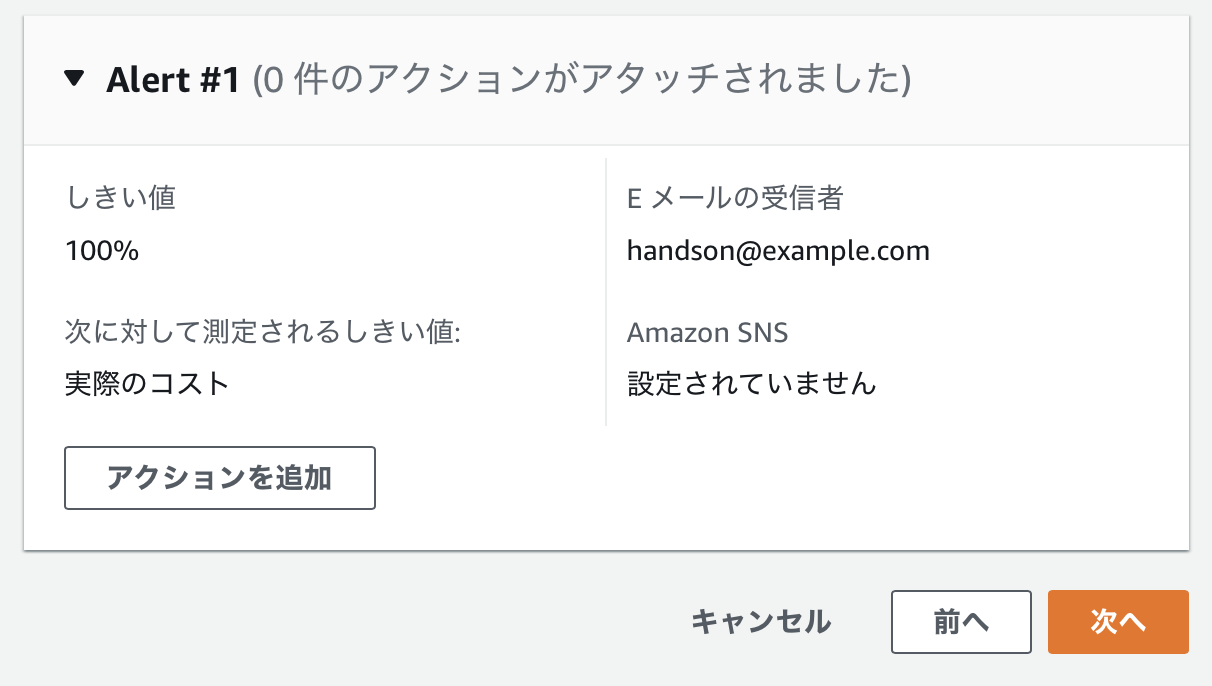 Alert #1 (0 件のアクションがアタッチされました)
しきい値
100%
次に対して測定されるしきい値:
実際のコスト
E メールの受信者
handson@example.com
Amazon SNS
設定されていません
アクションを追加
キャンセル
前へ
次へ